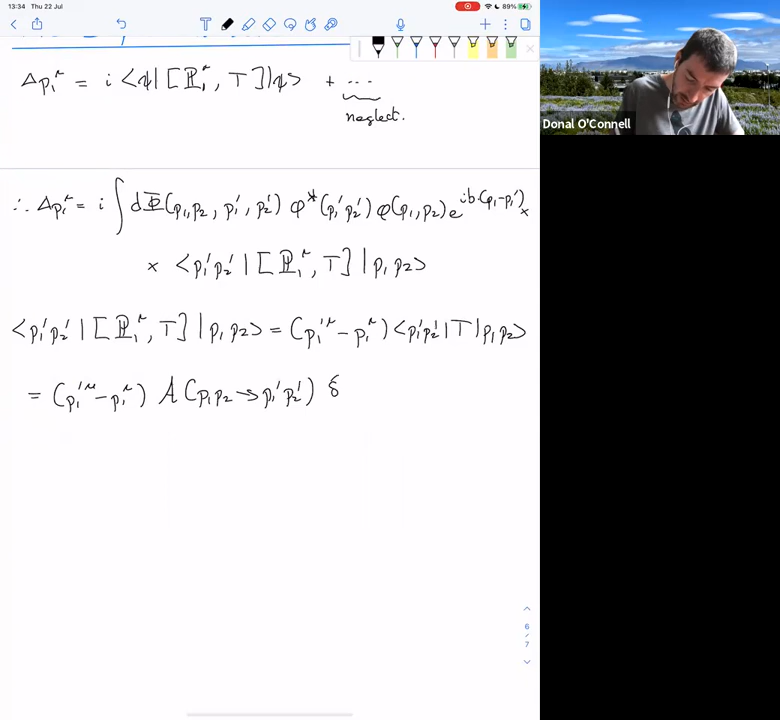 13:34 Thu 22 Jul
89%
Δp₁^μ = i <ψ| [ℙ₁^μ, T] |ψ> + ...
neglect.
∴ Δp₁^μ = i ∫ dΦ(p₁, p₂, p₁', p₂') φ*(p₁' p₂') φ(p₁, p₂) e^{ib·(p₁-p₁')} ×
× <p₁' p₂' | [ℙ₁^μ, T] | p₁ p₂>
<p₁' p₂' | [ℙ₁^μ, T] | p₁ p₂> = (p₁'^μ - p₁^μ) <p₁' p₂' | T | p₁ p₂>
= (p₁'^μ - p₁^μ) A (p₁ p₂ → p₁' p₂') δ
6
/
7
Donal O'Connell